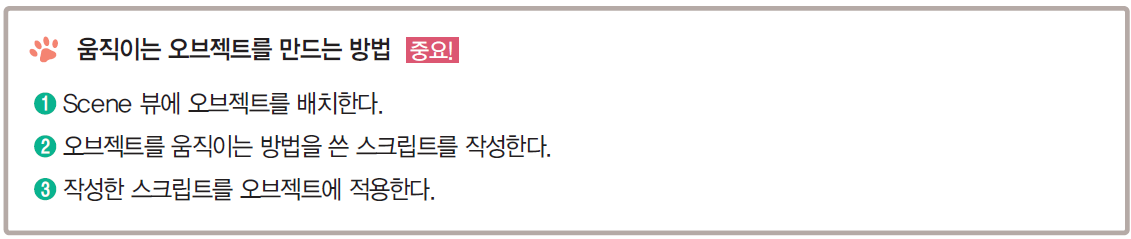 움직이는 오브젝트를 만드는 방법 중요!
1 Scene 뷰에 오브젝트를 배치한다.
2 오브젝트를 움직이는 방법을 쓴 스크립트를 작성한다.
3 작성한 스크립트를 오브젝트에 적용한다.